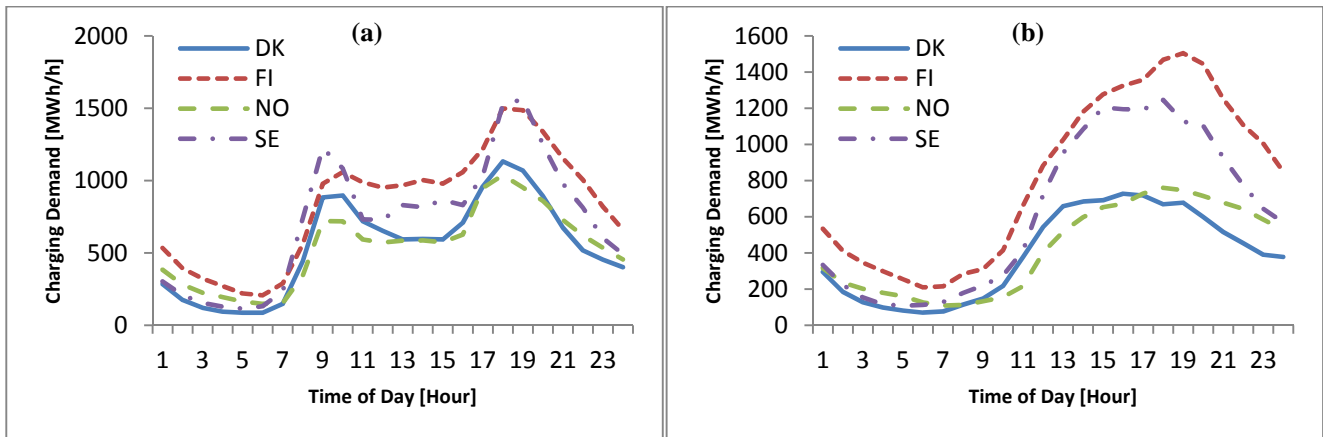 (a)
Charging Demand [MWh/h]
2000
1500
1000
500
0
DK
FI
NO
SE
1 3 5 7 9 11 13 15 17 19 21 23
Time of Day [Hour]
(b)
Charging Demand [MWh/h]
1600
1400
1200
1000
800
600
400
200
0
DK
FI
NO
SE
1 3 5 7 9 11 13 15 17 19 21 23
Time of Day [Hour]